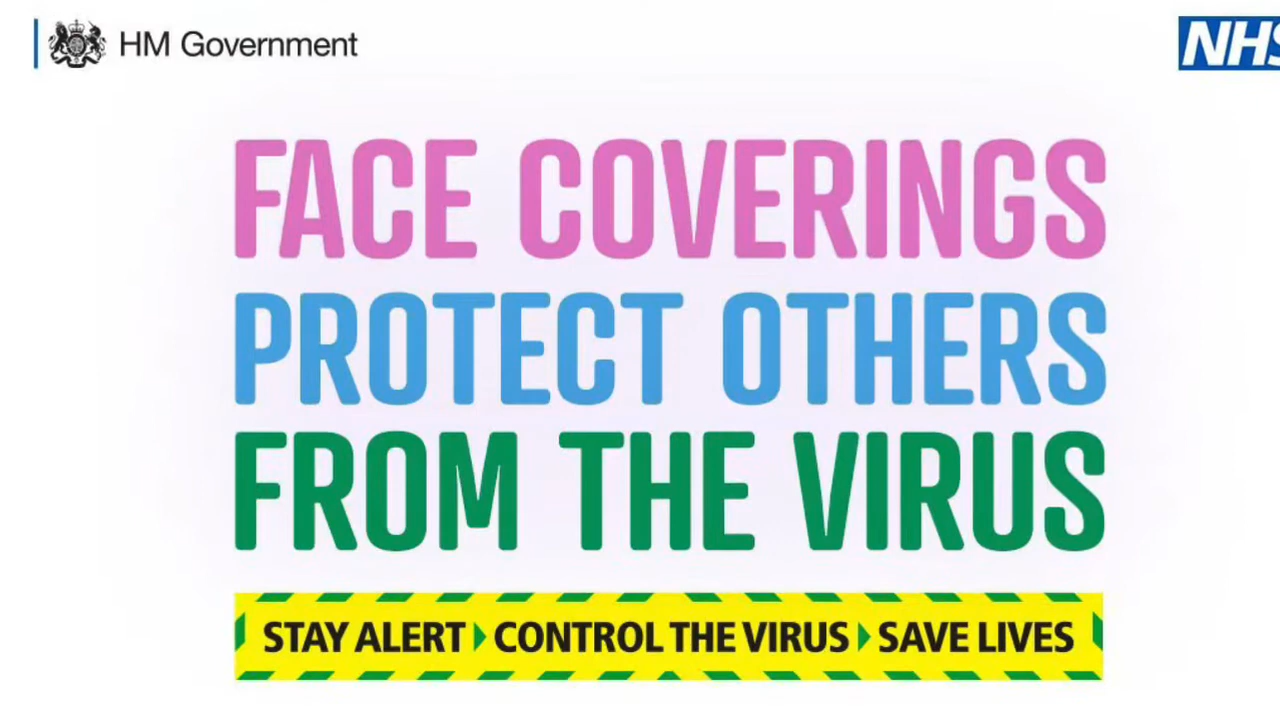 HM Government
NHS
FACE COVERINGS
PROTECT OTHERS
FROM THE VIRUS
STAY ALERT CONTROL THE VIRUS SAVE LIVES